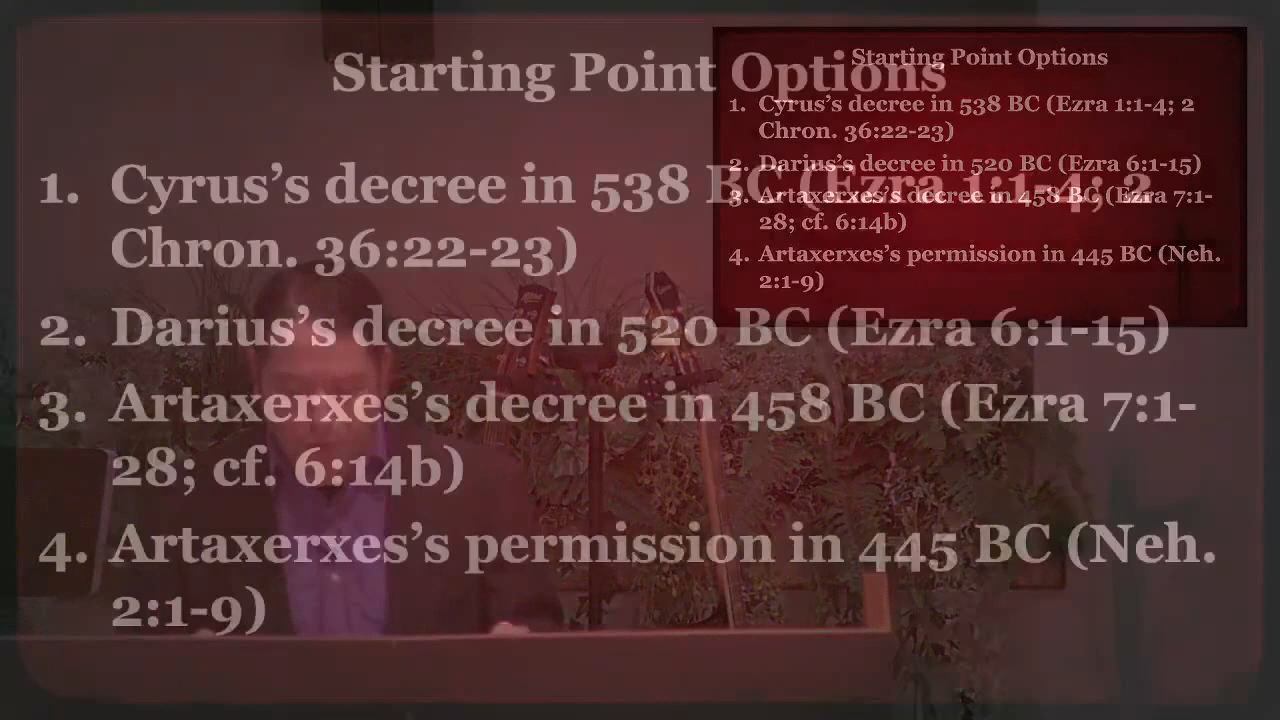 Starting Point Options
1. Cyrus’s decree in 538 BC (Ezra 1:1-4; 2
Chron. 36:22-23)
2. Darius’s decree in 520 BC (Ezra 6:1-15)
3. Artaxerxes’s decree in 458 BC (Ezra 7:1-
28; cf. 6:14b)
4. Artaxerxes’s permission in 445 BC (Neh.
2:1-9)
Starting Point Options
1. Cyrus’s decree in 538 BC (Ezra 1:1-4; 2
Chron. 36:22-23)
2. Darius’s decree in 520 BC (Ezra 6:1-15)
3. Artaxerxes’s decree in 458 BC (Ezra 7:1-
28; cf. 6:14b)
4. Artaxerxes’s permission in 445 BC (Neh.
2:1-9)